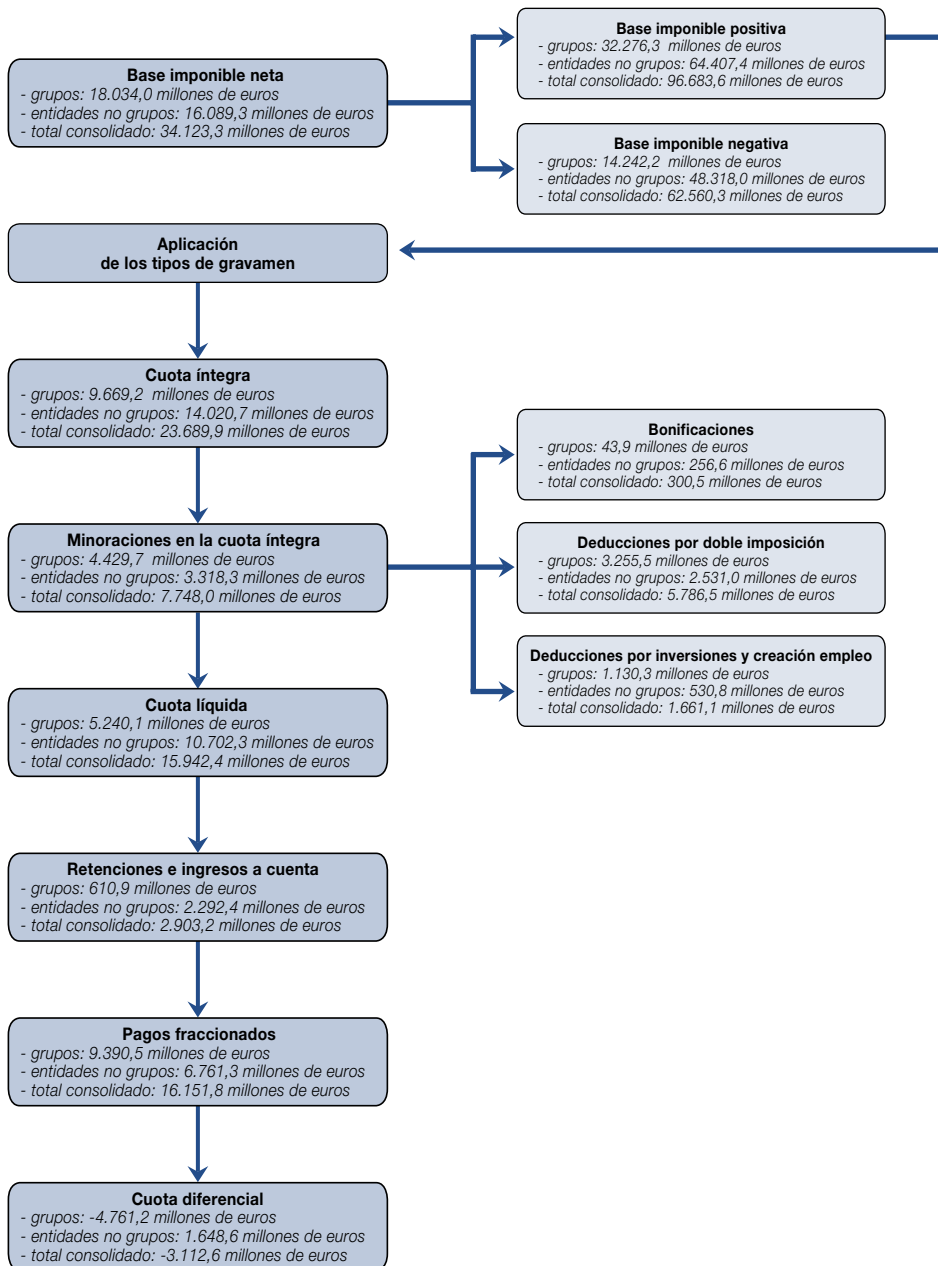 Base imponible neta
- grupos: 18.034,0 millones de euros
- entidades no grupos: 16.089,3 millones de euros
- total consolidado: 34.123,3 millones de euros
Base imponible positiva
- grupos: 32.276,3 millones de euros
- entidades no grupos: 64.407,4 millones de euros
- total consolidado: 96.683,6 millones de euros
Base imponible negativa
- grupos: 14.242,2 millones de euros
- entidades no grupos: 48.318,0 millones de euros
- total consolidado: 62.560,3 millones de euros
Aplicación
de los tipos de gravamen
Cuota íntegra
- grupos: 9.669,2 millones de euros
- entidades no grupos: 14.020,7 millones de euros
- total consolidado: 23.689,9 millones de euros
Minoraciones en la cuota íntegra
- grupos: 4.429,7 millones de euros
- entidades no grupos: 3.318,3 millones de euros
- total consolidado: 7.748,0 millones de euros
Bonificaciones
- grupos: 43,9 millones de euros
- entidades no grupos: 256,6 millones de euros
- total consolidado: 300,5 millones de euros
Deducciones por doble imposición
- grupos: 3.255,5 millones de euros
- entidades no grupos: 2.531,0 millones de euros
- total consolidado: 5.786,5 millones de euros
Deducciones por inversiones y creación empleo
- grupos: 1.130,3 millones de euros
- entidades no grupos: 530,8 millones de euros
- total consolidado: 1.661,1 millones de euros
Cuota líquida
- grupos: 5.240,1 millones de euros
- entidades no grupos: 10.702,3 millones de euros
- total consolidado: 15.942,4 millones de euros
Retenciones e ingresos a cuenta
- grupos: 610,9 millones de euros
- entidades no grupos: 2.292,4 millones de euros
- total consolidado: 2.903,2 millones de euros
Pagos fraccionados
- grupos: 9.390,5 millones de euros
- entidades no grupos: 6.761,3 millones de euros
- total consolidado: 16.151,8 millones de euros
Cuota diferencial
- grupos: -4.761,2 millones de euros
- entidades no grupos: 1.648,6 millones de euros
- total consolidado: -3.112,6 millones de euros